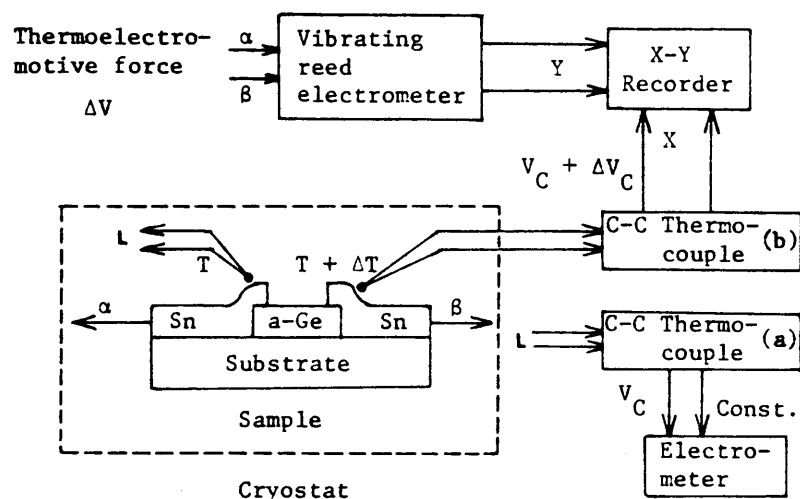 Thermoelectro-
motive force
ΔV
α
β
Vibrating
reed
electrometer
Y
X-Y
Recorder
X
V_C + ΔV_C
L
T
T + ΔT
C-C Thermo-
couple (b)
α
Sn
a-Ge
Sn
β
Substrate
Sample
Cryostat
L
C-C Thermo-
couple (a)
V_C
Const.
Electro-
meter